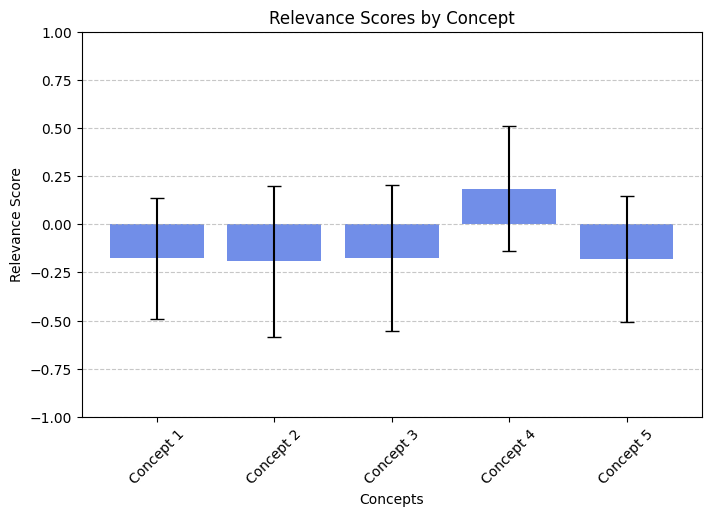 Relevance Scores by Concept
1.00
0.75
0.50
0.25
0.00
−0.25
−0.50
−0.75
−1.00
Relevance Score
Concept 1
Concept 2
Concept 3
Concept 4
Concept 5
Concepts